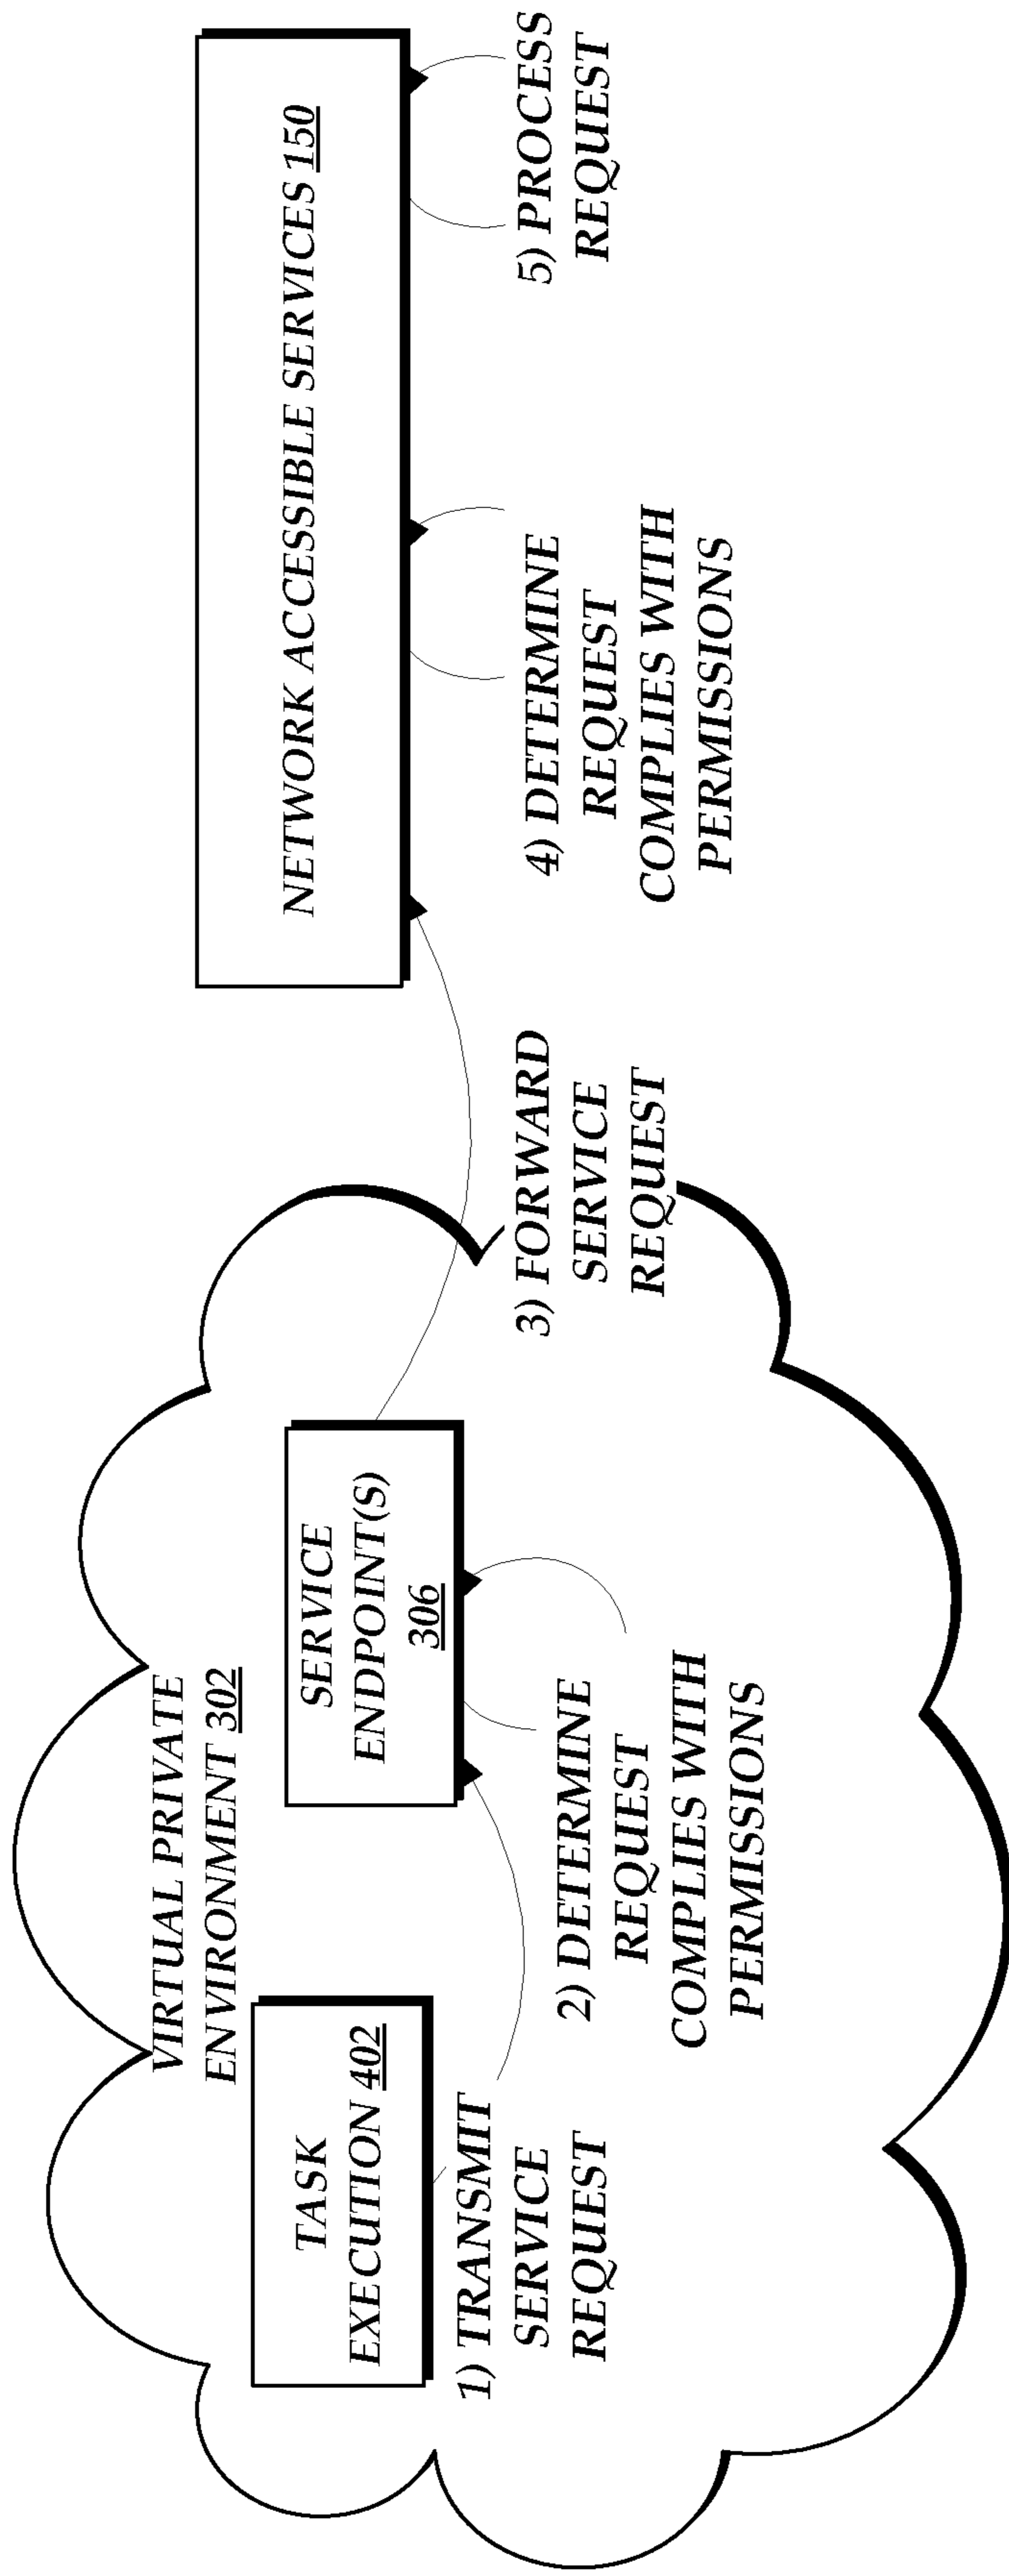 VIRTUAL PRIVATE
ENVIRONMENT 302
TASK
EXECUTION 402
SERVICE
ENDPOINT(S)
306
NETWORK ACCESSIBLE SERVICES 150
1) TRANSMIT
SERVICE
REQUEST
2) DETERMINE
REQUEST
COMPLIES WITH
PERMISSIONS
3) FORWARD
SERVICE
REQUEST
4) DETERMINE
REQUEST
COMPLIES WITH
PERMISSIONS
5) PROCESS
REQUEST